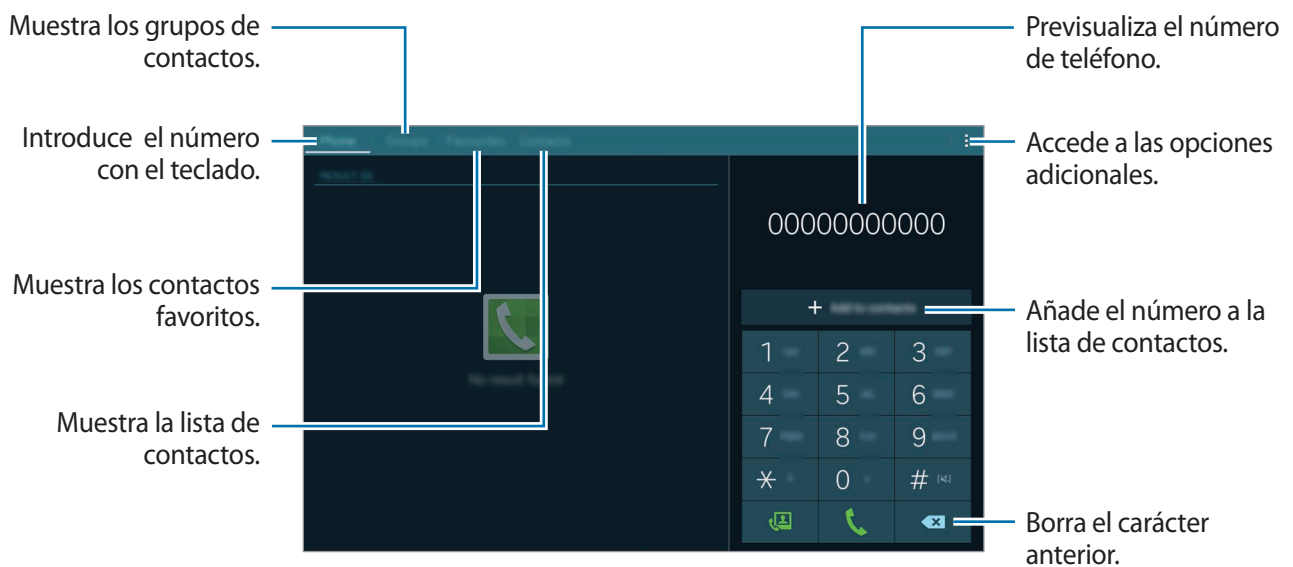 Muestra los grupos de
contactos.
Introduce el número
con el teclado.
Muestra los contactos
favoritos.
Muestra la lista de
contactos.
Phone Groups Favourites Contacts
No result found
00000000000
+ Add to contacts
1
2
3
4
5
6
7
8
9
*
0
#
Previsualiza el número
de teléfono.
Accede a las opciones
adicionales.
Añade el número a la
lista de contactos.
Borra el carácter
anterior.